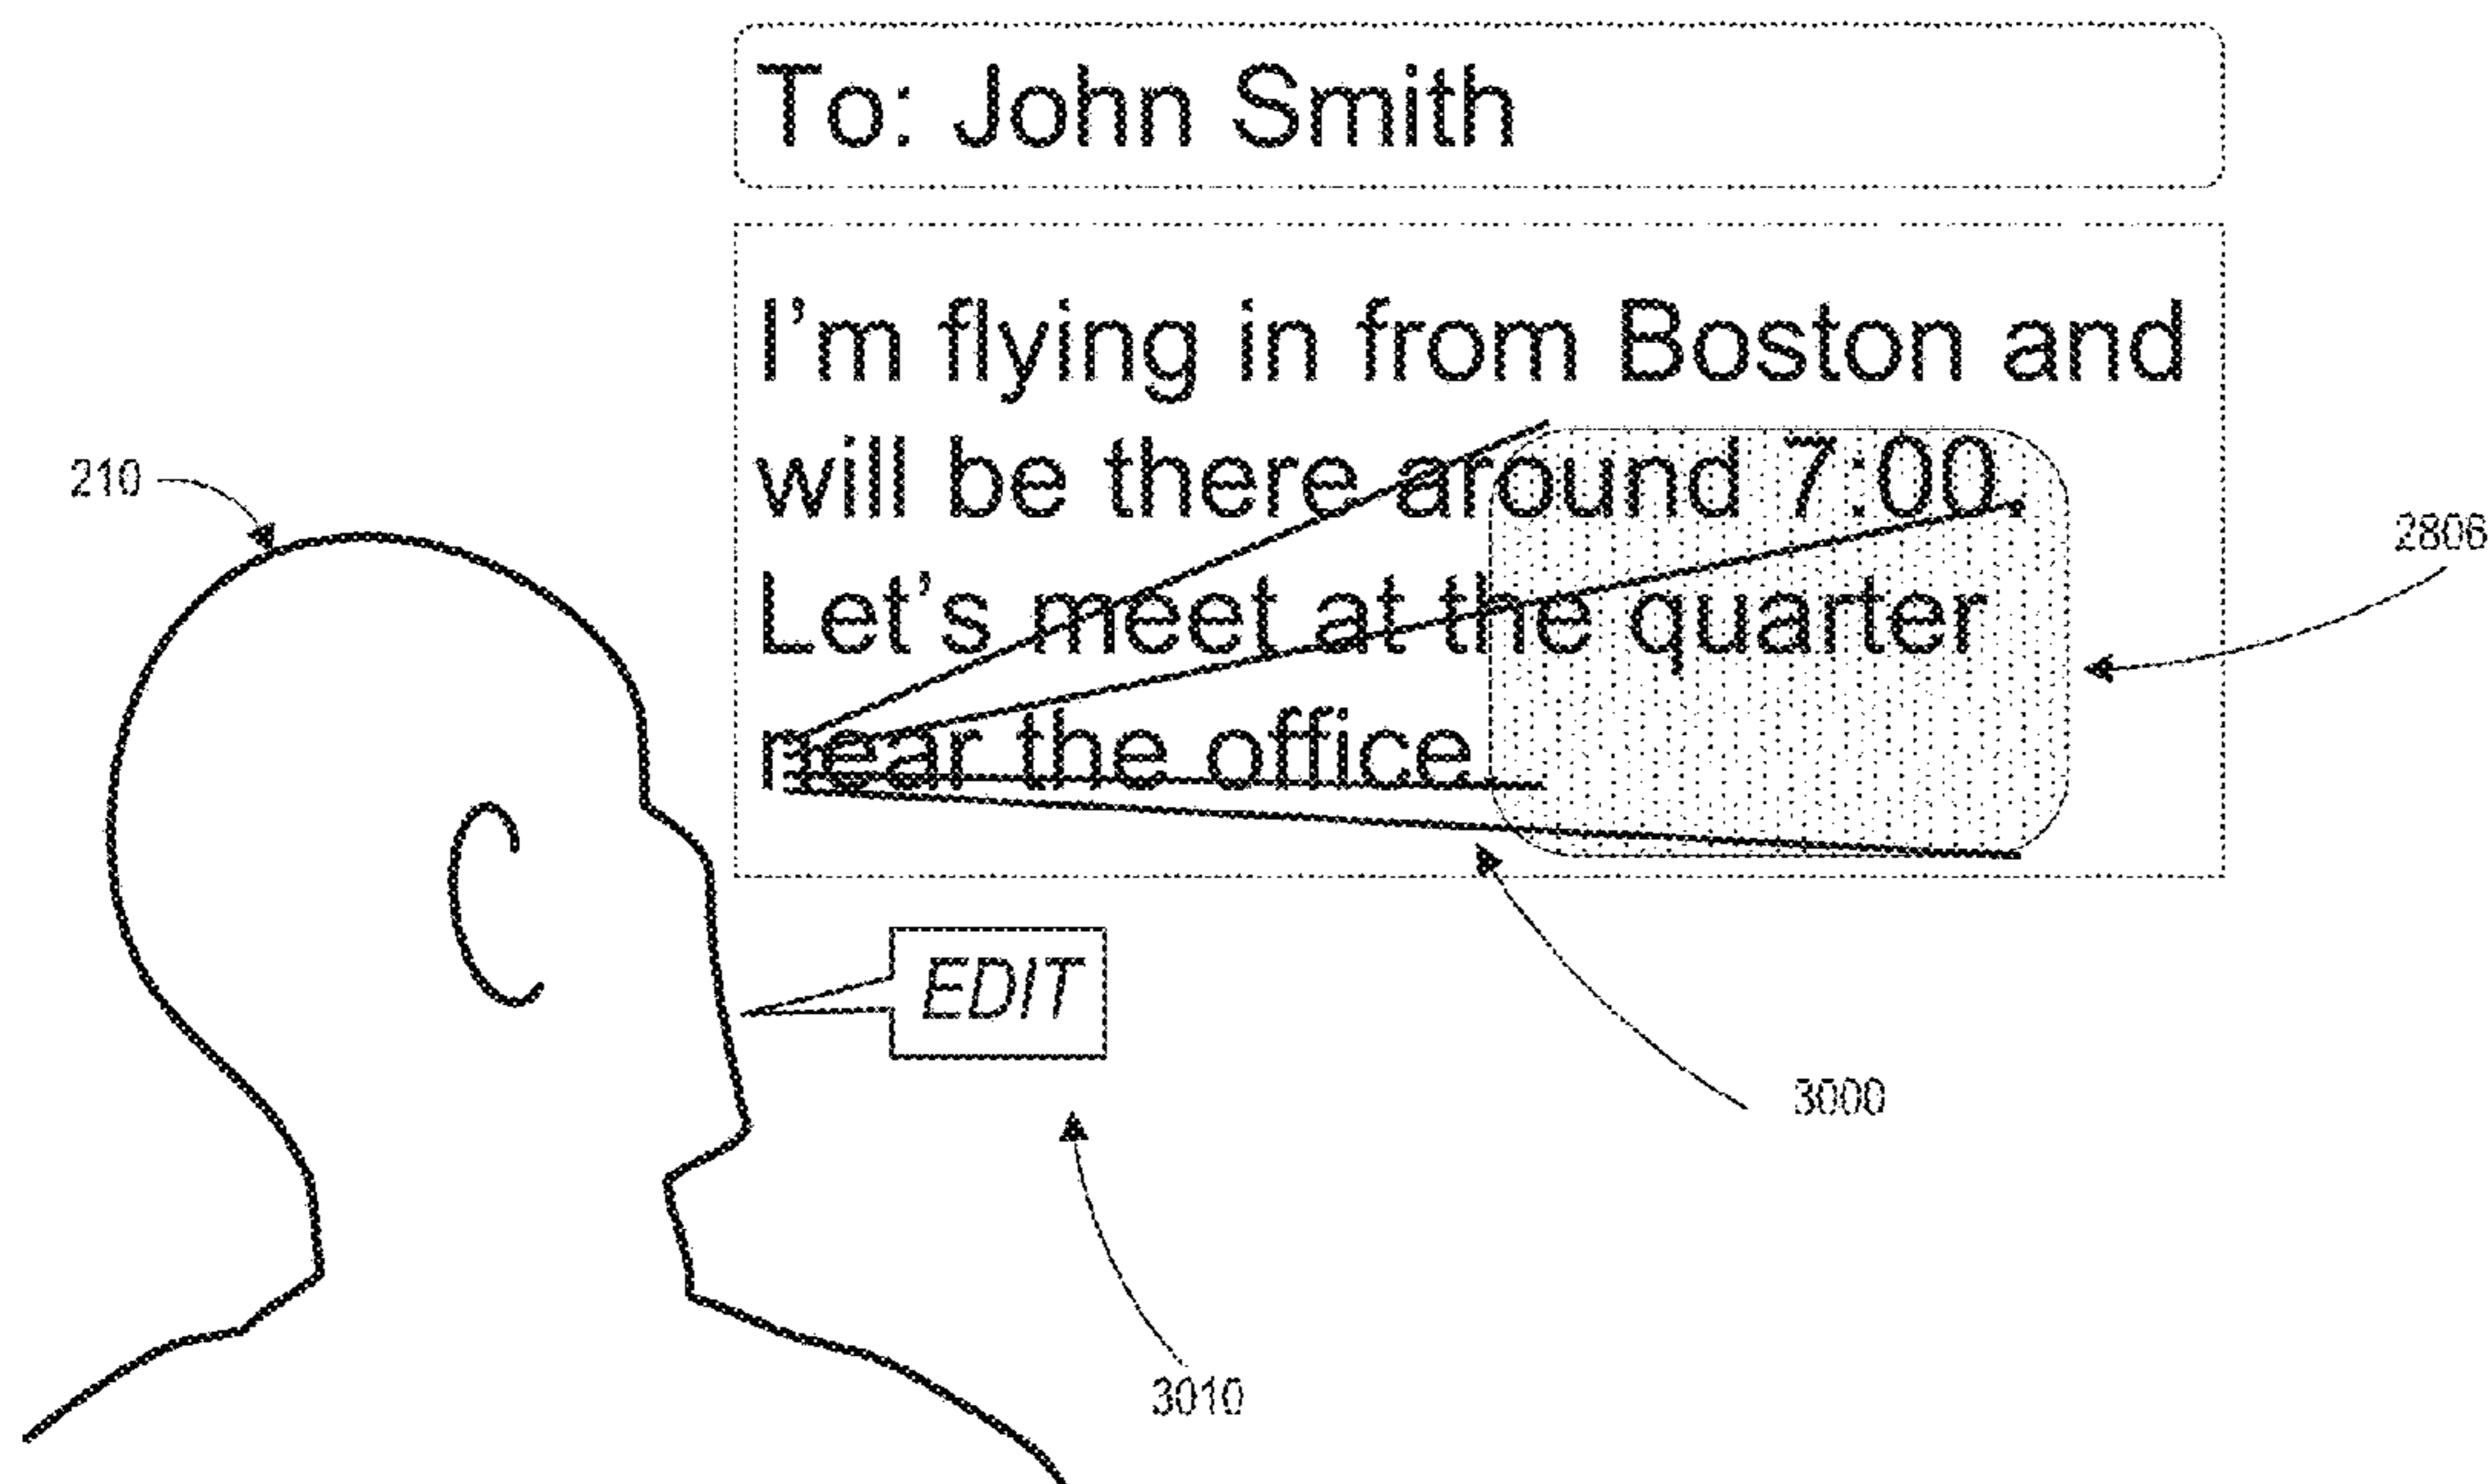 To: John Smith
I'm flying in from Boston and
will be there around 7:00.
Let's meet at the quarter
near the office
210
2806
EDIT
3000
3010